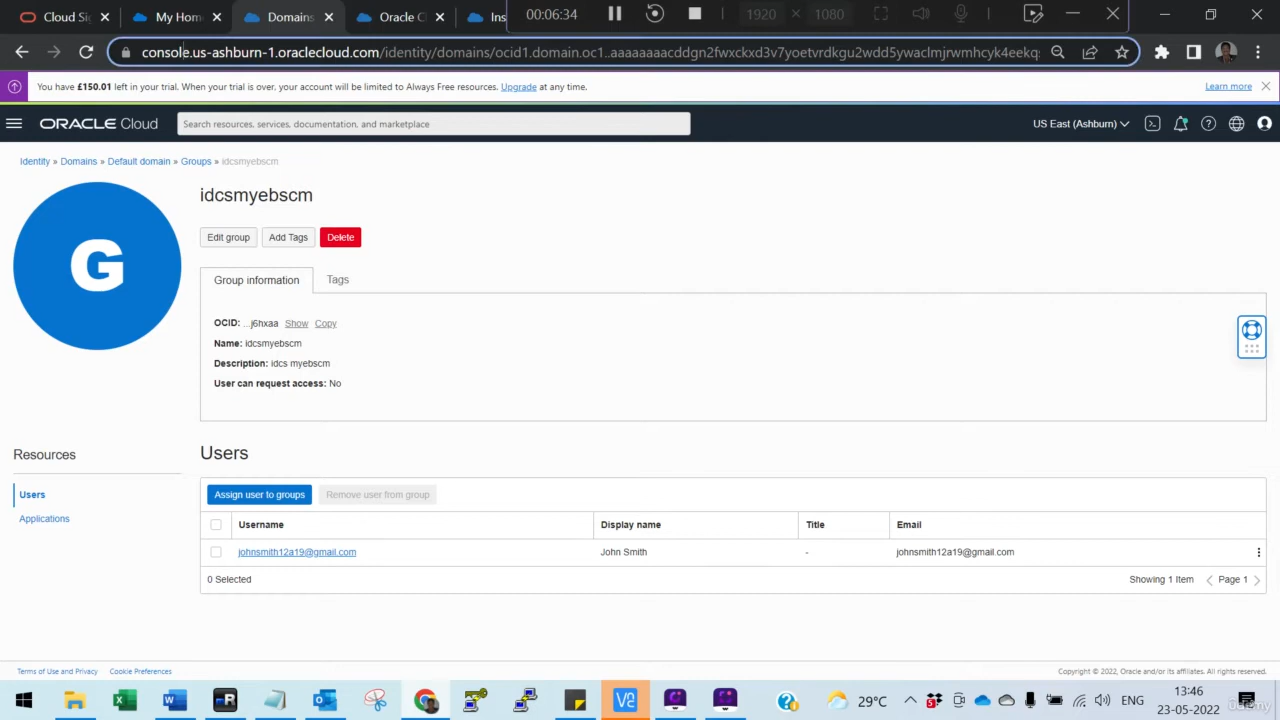 Cloud Sig
My Home
Domains
Oracle C
Ins
00:06:34
1920 × 1080
console.us-ashburn-1.oraclecloud.com/identity/domains/ocid1.domain.oc1..aaaaaaaacddgn2fwxckxd3v7yoetvrdkgu2wdd5ywaclmjrwmhcyk4eekq
You have £150.01 left in your trial. When your trial is over, your account will be limited to Always Free resources. Upgrade at any time.
Learn more
ORACLE Cloud
Search resources, services, documentation, and marketplace
US East (Ashburn)
Identity » Domains » Default domain » Groups » idcsmyebscm
G
idcsmyebscm
Edit group
Add Tags
Delete
Group information
Tags
OCID: ...j6hxaa Show Copy
Name: idcsmyebscm
Description: idcs myebscm
User can request access: No
Resources
Users
Applications
Users
Assign user to groups
Remove user from group
Username
Display name
Title
Email
johnsmith12a19@gmail.com
John Smith
-
johnsmith12a19@gmail.com
0 Selected
Showing 1 Item
Page 1
Terms of Use and Privacy
Cookie Preferences
Copyright © 2022, Oracle and/or its affiliates. All rights reserved.
29°C
ENG
13:46
23-05-2022
Udemy